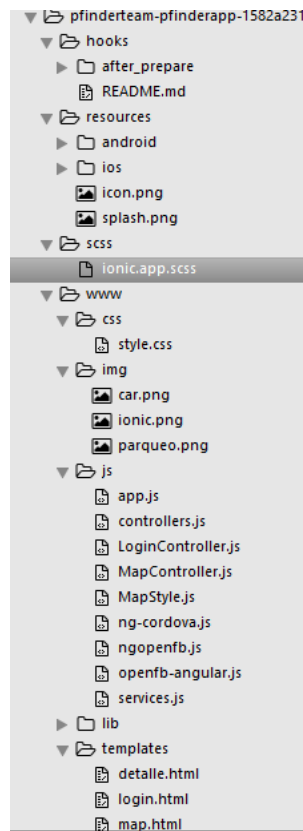 pfinderteam-pfinderapp-1582a231
hooks
after_prepare
README.md
resources
android
ios
icon.png
splash.png
scss
ionic.app.scss
www
css
style.css
img
car.png
ionic.png
parqueo.png
js
app.js
controllers.js
LoginController.js
MapController.js
MapStyle.js
ng-cordova.js
ngopenfb.js
openfb-angular.js
services.js
lib
templates
detalle.html
login.html
map.html